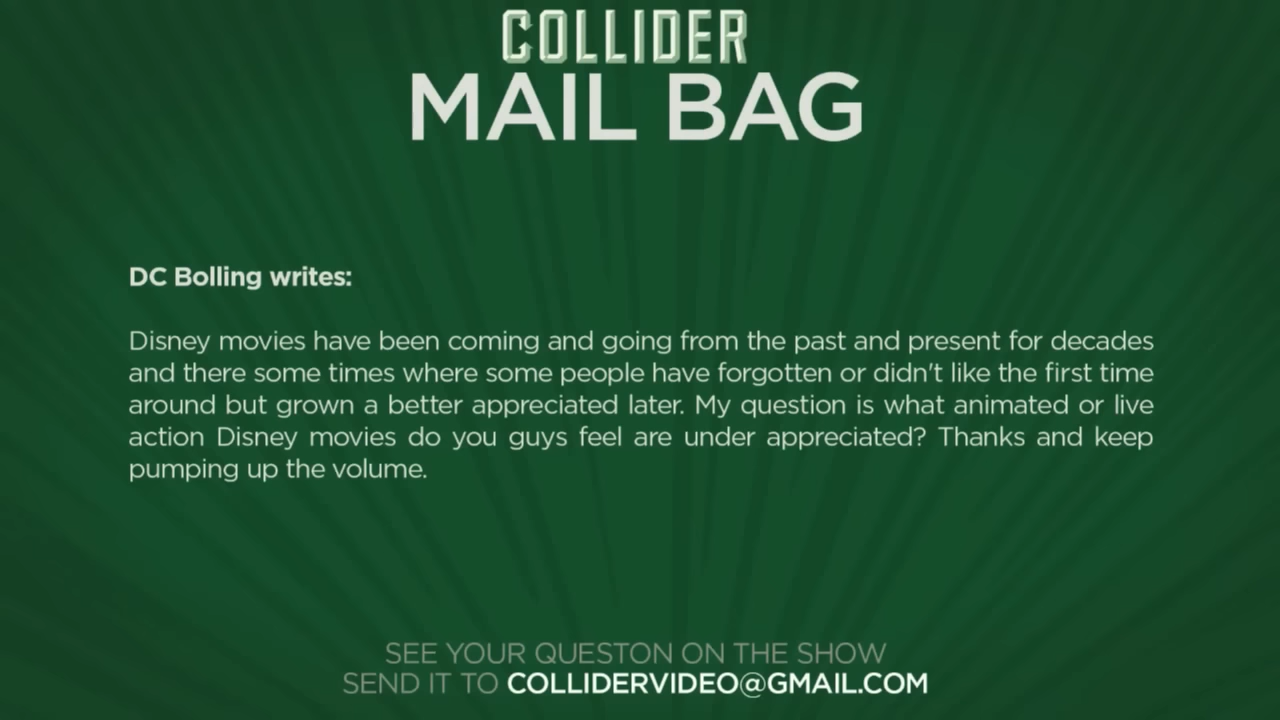 COLLIDER
MAIL BAG
DC Bolling writes:
Disney movies have been coming and going from the past and present for decades
and there some times where some people have forgotten or didn't like the first time
around but grown a better appreciated later. My question is what animated or live
action Disney movies do you guys feel are under appreciated? Thanks and keep
pumping up the volume.
SEE YOUR QUESTON ON THE SHOW
SEND IT TO COLLIDERVIDEO@GMAIL.COM